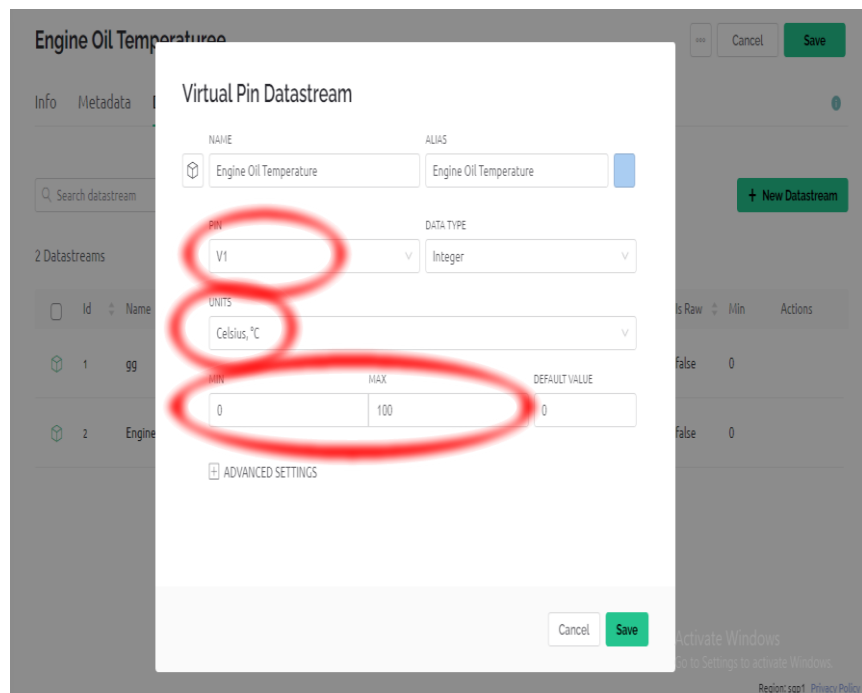 Engine Oil Temperaturee
Cancel
Save
Info
Metadata
Search datastream
+ New Datastream
2 Datastreams
Id
Name
Is Raw
Min
Actions
1
gg
false
0
2
Engine
false
0
Virtual Pin Datastream
NAME
ALIAS
Engine Oil Temperature
Engine Oil Temperature
PIN
DATA TYPE
V1
Integer
UNITS
Celsius, °C
MIN
MAX
DEFAULT VALUE
0
100
0
+ ADVANCED SETTINGS
Cancel
Save
Activate Windows
Go to Settings to activate Windows.
Region: sgp1 Privacy Policy